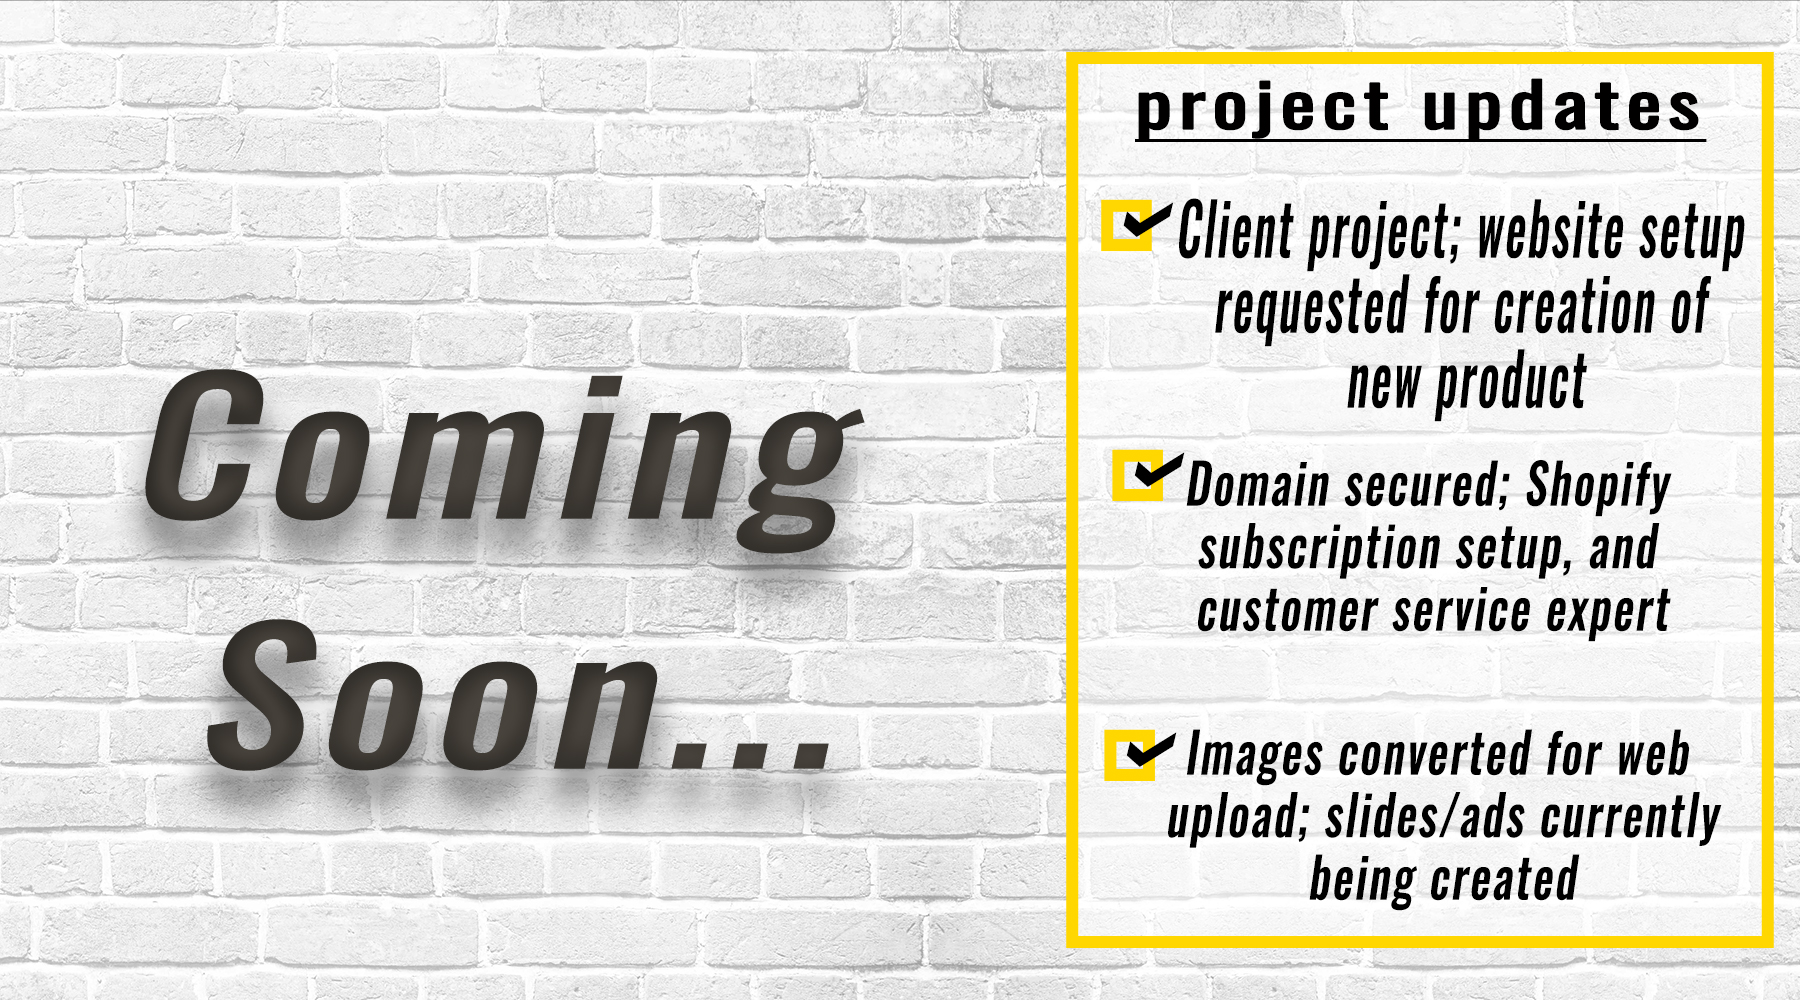 Coming
Soon...
project updates
Client project; website setup
requested for creation of
new product
Domain secured; Shopify
subscription setup, and
customer service expert
Images converted for web
upload; slides/ads currently
being created